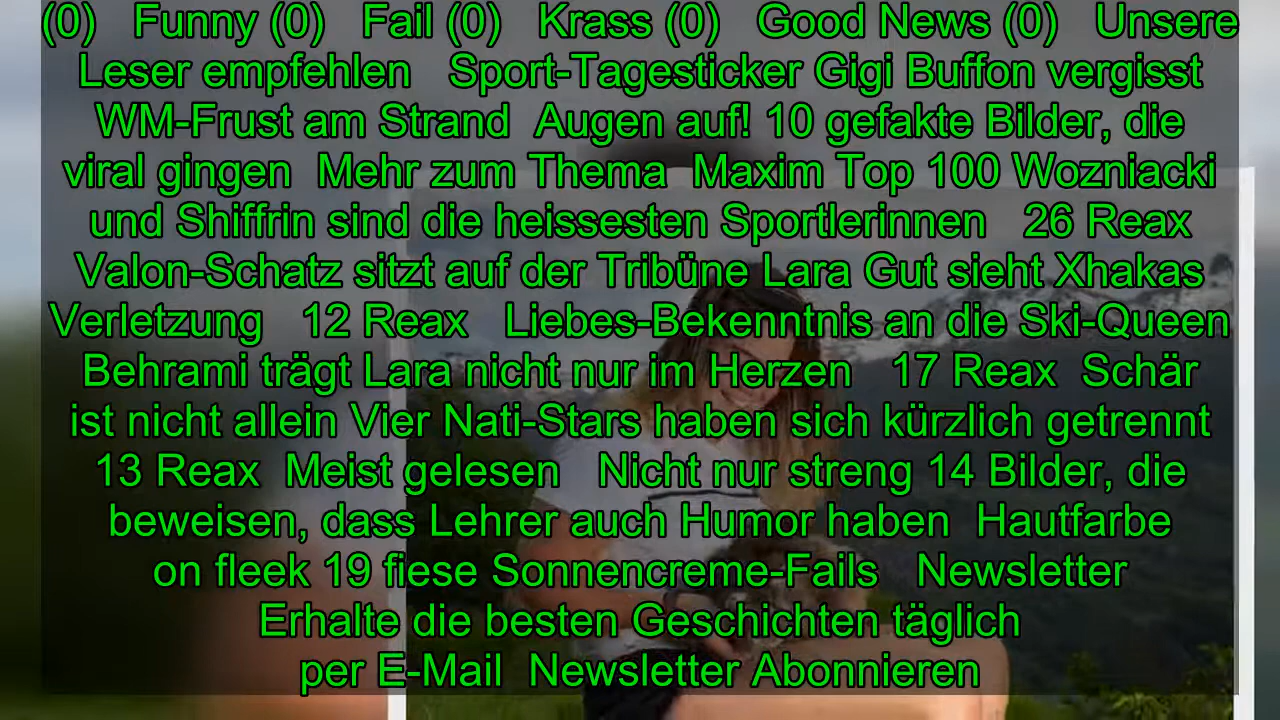 (0) Funny (0) Fail (0) Krass (0) Good News (0) Unsere
Leser empfehlen Sport-Tagesticker Gigi Buffon vergisst
WM-Frust am Strand Augen auf! 10 gefakte Bilder, die
viral gingen Mehr zum Thema Maxim Top 100 Wozniacki
und Shiffrin sind die heissesten Sportlerinnen 26 Reax
Valon-Schatz sitzt auf der Tribüne Lara Gut sieht Xhakas
Verletzung 12 Reax Liebes-Bekenntnis an die Ski-Queen
Behrami trägt Lara nicht nur im Herzen 17 Reax Schär
ist nicht allein Vier Nati-Stars haben sich kürzlich getrennt
13 Reax Meist gelesen Nicht nur streng 14 Bilder, die
beweisen, dass Lehrer auch Humor haben Hautfarbe
on fleek 19 fiese Sonnencreme-Fails Newsletter
Erhalte die besten Geschichten täglich
per E-Mail Newsletter Abonnieren